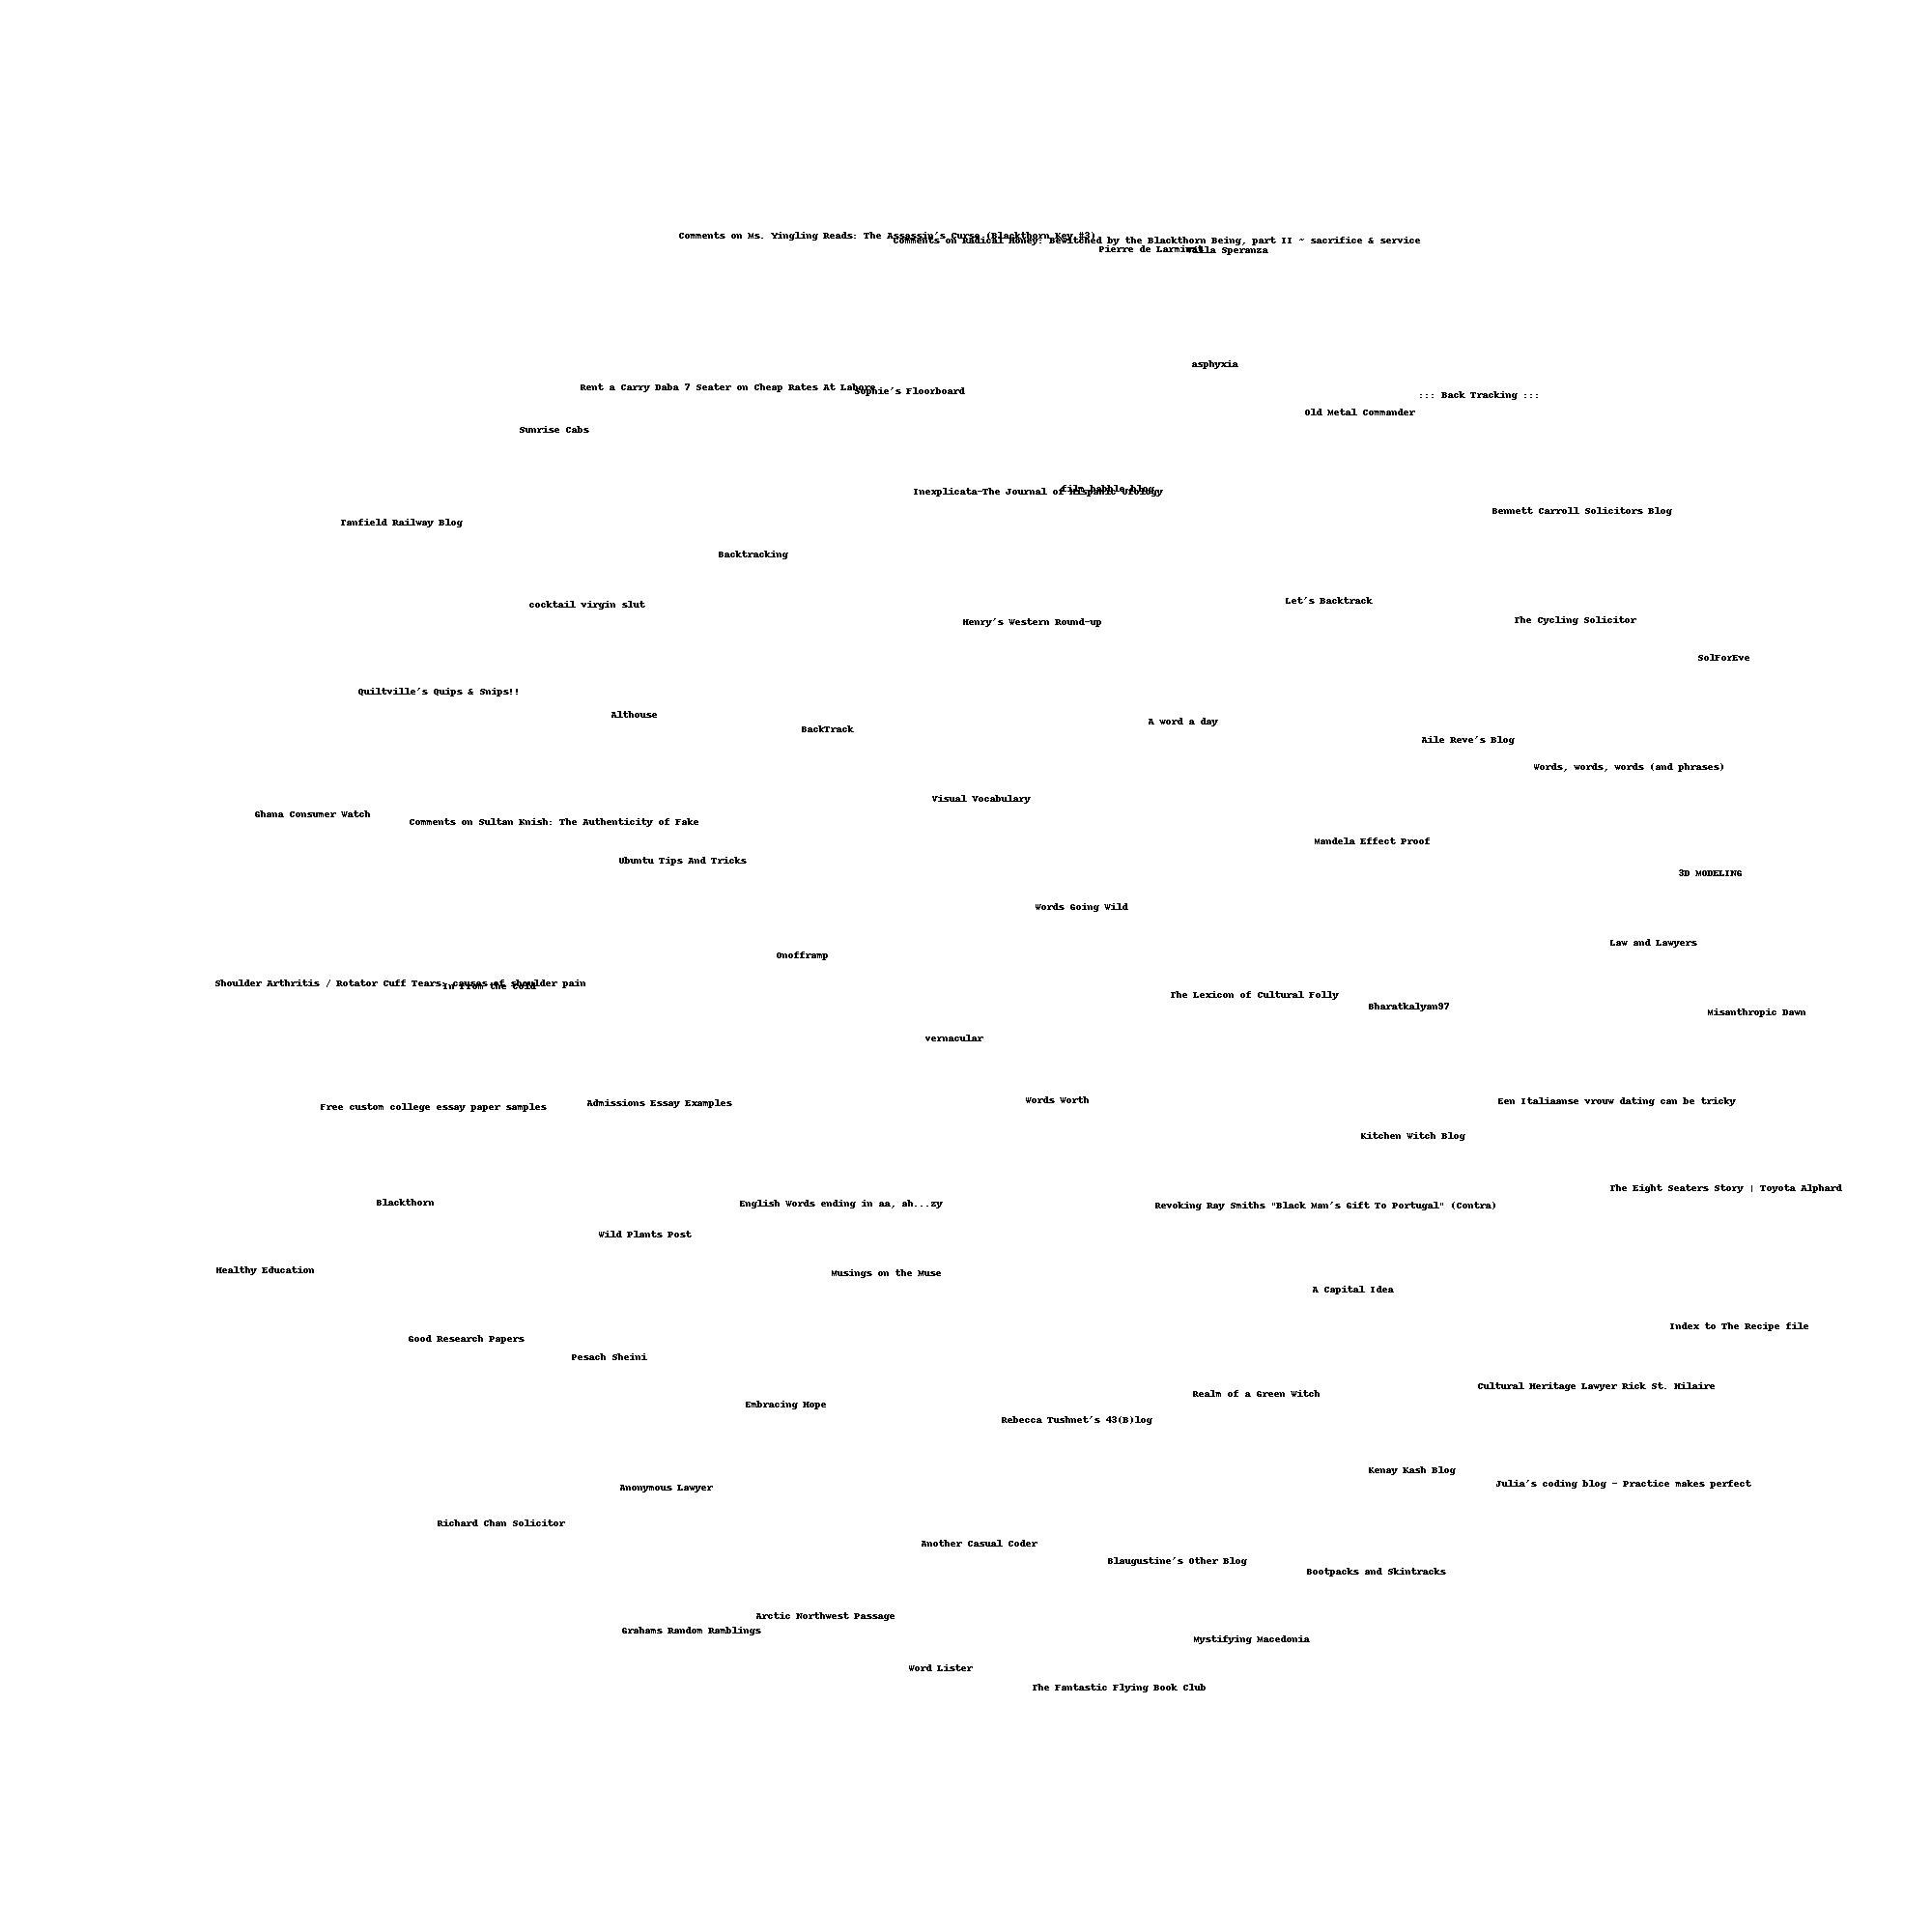 Comments on Ms. Yingling Reads: The Assassin's Curse (Blackthorn Key #3)
Comments on Radical Honey: Bewitched by the Blackthorn Being, part II ~ sacrifice & service
Pierre de Larminat
Villa Speranza
asphyxia
Rent a Carry Daba 7 Seater on Cheap Rates At Lahore
Sophie's Floorboard
::: Back Tracking :::
Old Metal Commander
Sunrise Cabs
film babble blog
Inexplicata-The Journal of Hispanic Ufology
Bennett Carroll Solicitors Blog
Tanfield Railway Blog
Backtracking
Let's Backtrack
cocktail virgin slut
The Cycling Solicitor
Henry's Western Round-up
SolForEve
Quiltville's Quips & Snips!!
Althouse
A word a day
BackTrack
Aile Reve's Blog
Words, words, words (and phrases)
Visual Vocabulary
Ghana Consumer Watch
Comments on Sultan Knish: The Authenticity of Fake
Mandela Effect Proof
Ubuntu Tips And Tricks
3D MODELING
Words Going Wild
Law and Lawyers
Onofframp
Shoulder Arthritis / Rotator Cuff Tears: causes of shoulder pain
In From the Cold
The Lexicon of Cultural Folly
Bharatkalyan97
Misanthropic Dawn
vernacular
Words Worth
Een Italiaanse vrouw dating can be tricky
Admissions Essay Examples
Free custom college essay paper samples
Kitchen Witch Blog
The Eight Seaters Story | Toyota Alphard
Blackthorn
English Words ending in aa, ah...zy
Revoking Ray Smiths "Black Man's Gift To Portugal" (Contra)
Wild Plants Post
Healthy Education
Musings on the Muse
A Capital Idea
Index to The Recipe file
Good Research Papers
Pesach Sheini
Cultural Heritage Lawyer Rick St. Hilaire
Realm of a Green Witch
Embracing Hope
Rebecca Tushnet's 43(B)log
Kenay Kash Blog
Julia's coding blog - Practice makes perfect
Anonymous Lawyer
Richard Chan Solicitor
Another Casual Coder
Blaugustine's Other Blog
Bootpacks and Skintracks
Arctic Northwest Passage
Grahams Random Ramblings
Mystifying Macedonia
Word Lister
The Fantastic Flying Book Club